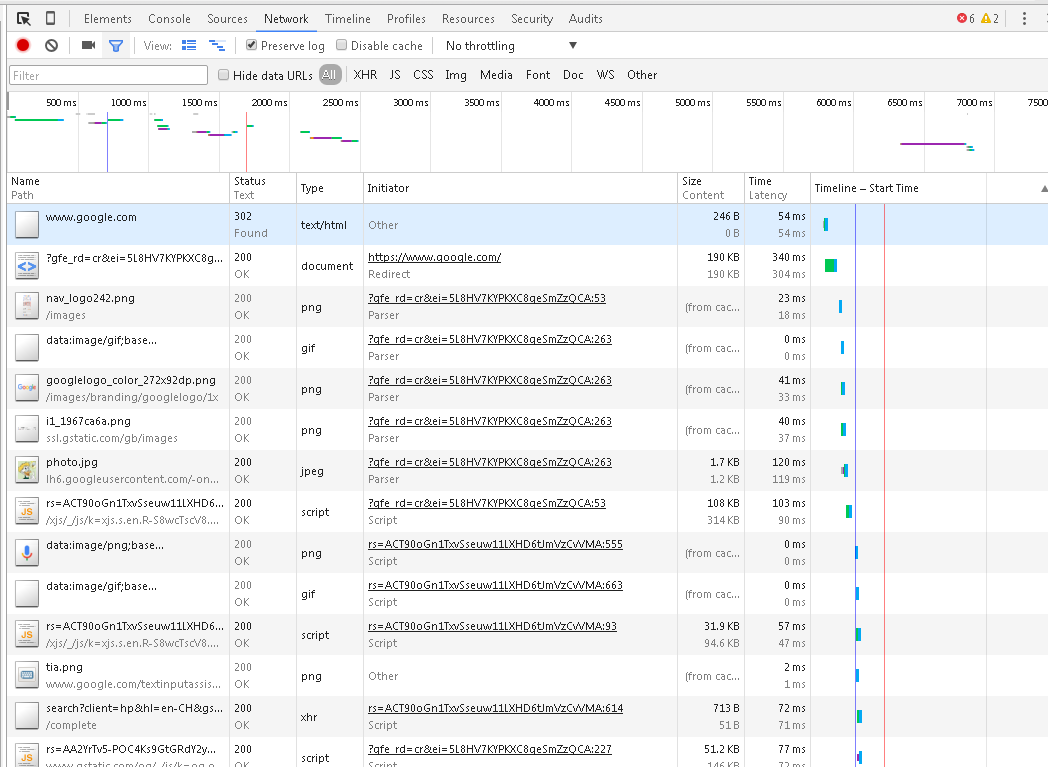 Elements Console Sources Network Timeline Profiles Resources Security Audits 6 2
View: Preserve log Disable cache No throttling
Filter Hide data URLs All XHR JS CSS Img Media Font Doc WS Other
500 ms 1000 ms 1500 ms 2000 ms 2500 ms 3000 ms 3500 ms 4000 ms 4500 ms 5000 ms 5500 ms 6000 ms 6500 ms 7000 ms 7500
Name Status Type Initiator Size Time Timeline – Start Time
Path Text Content Latency
www.google.com 302 text/html Other 246 B 54 ms
Found 0 B 54 ms
?gfe_rd=cr&ei=5L8HV7KYPKXC8g... 200 document https://www.google.com/ 190 KB 340 ms
OK Redirect 190 KB 304 ms
nav_logo242.png 200 png ?gfe_rd=cr&ei=5L8HV7KYPKXC8geSmZzQCA:53 (from cac... 23 ms
/images OK Parser 18 ms
data:image/gif;base... 200 gif ?gfe_rd=cr&ei=5L8HV7KYPKXC8geSmZzQCA:263 (from cac... 0 ms
OK Parser 0 ms
googlelogo_color_272x92dp.png 200 png ?gfe_rd=cr&ei=5L8HV7KYPKXC8geSmZzQCA:263 (from cac... 41 ms
/images/branding/googlelogo/1x OK Parser 33 ms
i1_1967ca6a.png 200 png ?gfe_rd=cr&ei=5L8HV7KYPKXC8geSmZzQCA:263 (from cac... 40 ms
ssl.gstatic.com/gb/images OK Parser 37 ms
photo.jpg 200 jpeg ?gfe_rd=cr&ei=5L8HV7KYPKXC8geSmZzQCA:263 1.7 KB 120 ms
lh6.googleusercontent.com/-on... OK Parser 1.2 KB 119 ms
rs=ACT90oGn1TxvSseuw11LXHD6... 200 script ?gfe_rd=cr&ei=5L8HV7KYPKXC8geSmZzQCA:53 108 KB 103 ms
/xjs/_/js/k=xjs.s.en.R-S8wcTscV8.... OK Script 314 KB 90 ms
data:image/png;base... 200 png rs=ACT90oGn1TxvSseuw11LXHD6tJmVzCvVMA:555 (from cac... 0 ms
OK Script 0 ms
data:image/gif;base... 200 gif rs=ACT90oGn1TxvSseuw11LXHD6tJmVzCvVMA:663 (from cac... 0 ms
OK Script 0 ms
rs=ACT90oGn1TxvSseuw11LXHD6... 200 script rs=ACT90oGn1TxvSseuw11LXHD6tJmVzCvVMA:93 31.9 KB 57 ms
/xjs/_/js/k=xjs.s.en.R-S8wcTscV8.... OK Script 94.6 KB 47 ms
tia.png 200 png Other (from cac... 2 ms
www.google.com/textinputassis... OK 1 ms
search?client=hp&hl=en-CH&gs... 200 xhr rs=ACT90oGn1TxvSseuw11LXHD6tJmVzCvVMA:614 713 B 72 ms
/complete OK Script 51 B 71 ms
rs=AA2YrTv5-POC4Ks9GtGRdY2y... 200 script ?gfe_rd=cr&ei=5L8HV7KYPKXC8geSmZzQCA:227 51.2 KB 77 ms
www.gstatic.com/og/_/js/k=og.o... OK Script 146 KB 72 ms